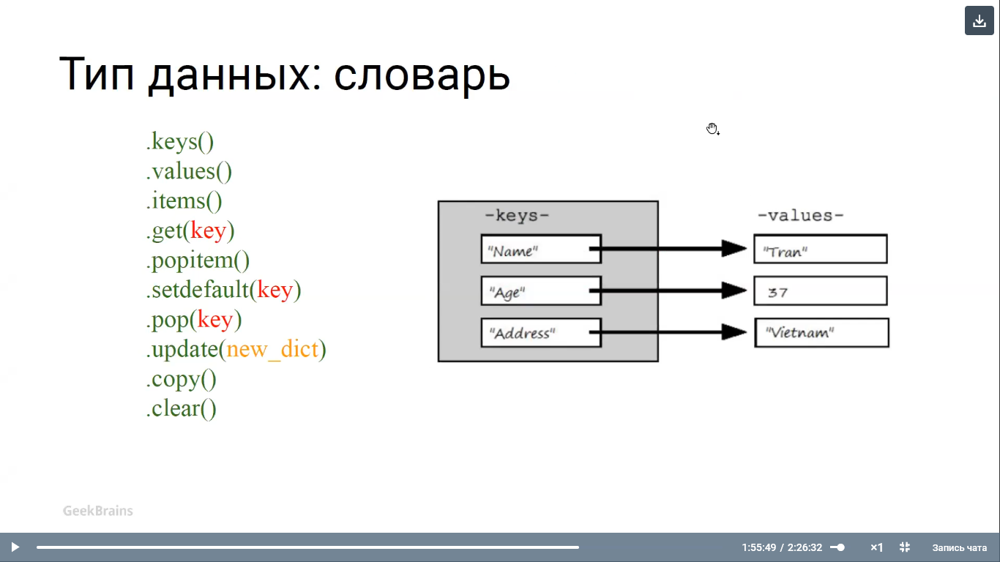 Тип данных: словарь
.keys()
.values()
.items()
.get(key)
.popitem()
.setdefault(key)
.pop(key)
.update(new_dict)
.copy()
.clear()
-keys-
-values-
"Name"
"Tran"
"Age"
37
"Address"
"Vietnam"
GeekBrains
1:55:49 / 2:26:32
×1
Запись чата